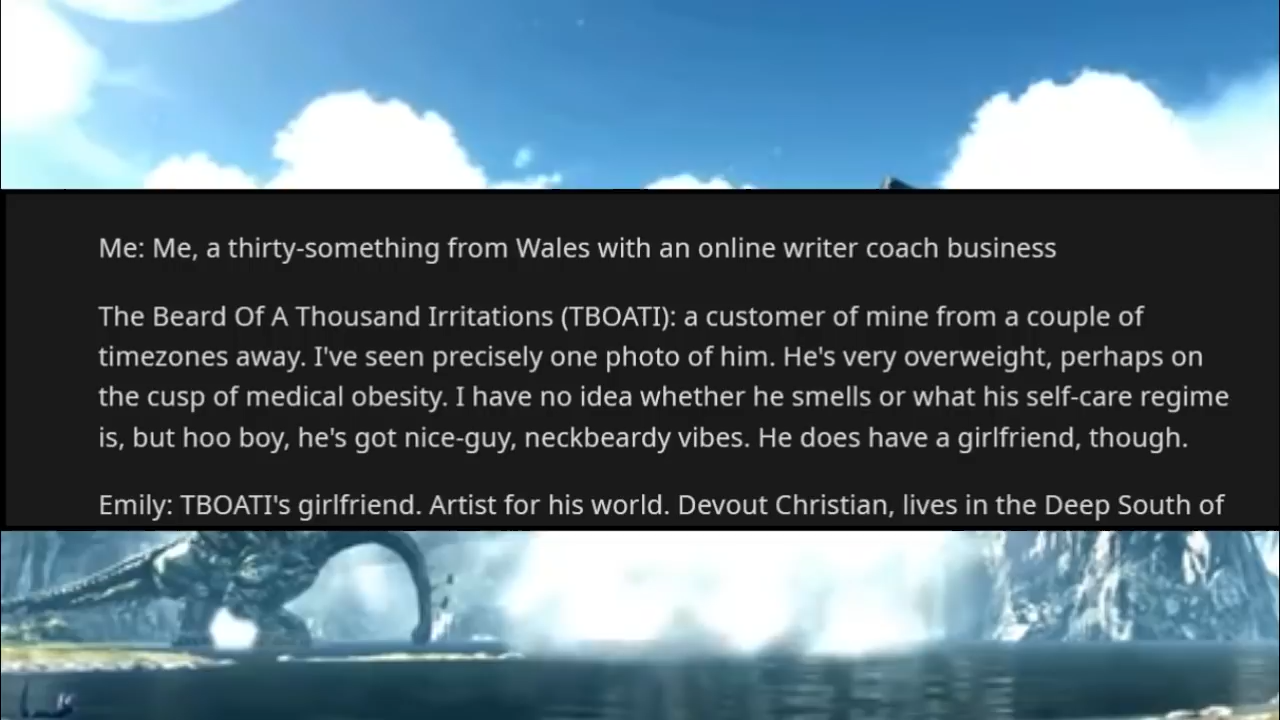 Me: Me, a thirty-something from Wales with an online writer coach business
The Beard Of A Thousand Irritations (TBOATI): a customer of mine from a couple of
timezones away. I've seen precisely one photo of him. He's very overweight, perhaps on
the cusp of medical obesity. I have no idea whether he smells or what his self-care regime
is, but hoo boy, he's got nice-guy, neckbeardy vibes. He does have a girlfriend, though.
Emily: TBOATI's girlfriend. Artist for his world. Devout Christian, lives in the Deep South of